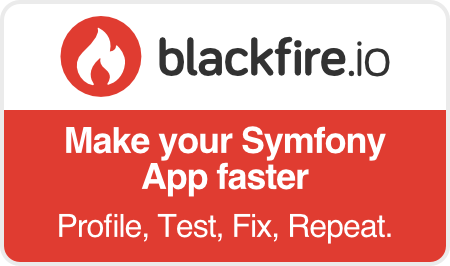 blackfire.io
Make your Symfony
App faster
Profile, Test, Fix, Repeat.